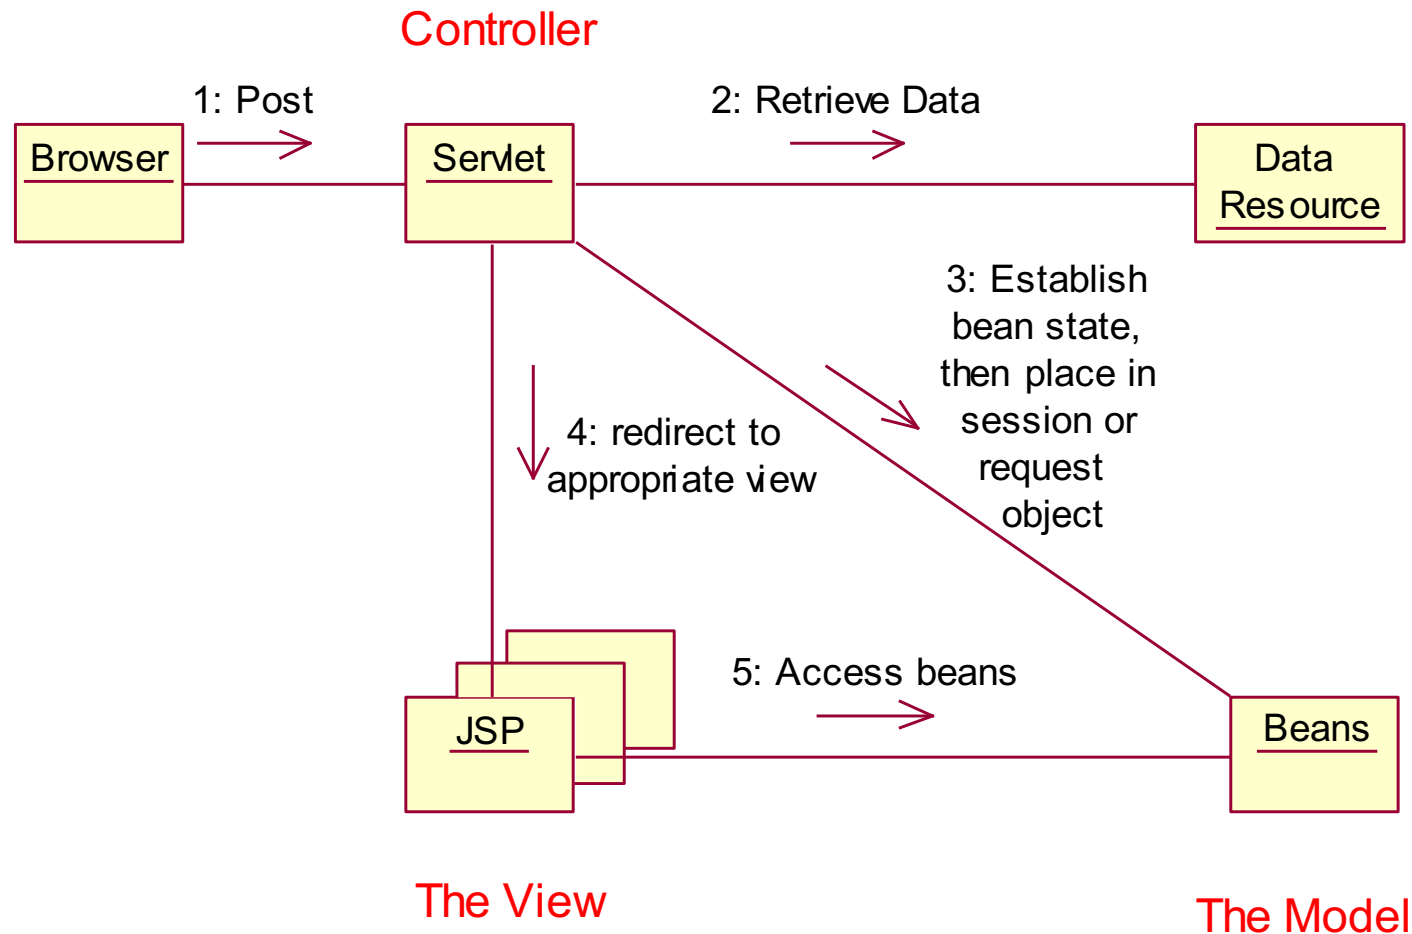 Controller
1: Post
2: Retrieve Data
Browser
Servlet
Data
Resource
3: Establish
bean state,
then place in
session or
request
object
4: redirect to
appropriate view
5: Access beans
JSP
Beans
The View
The Model